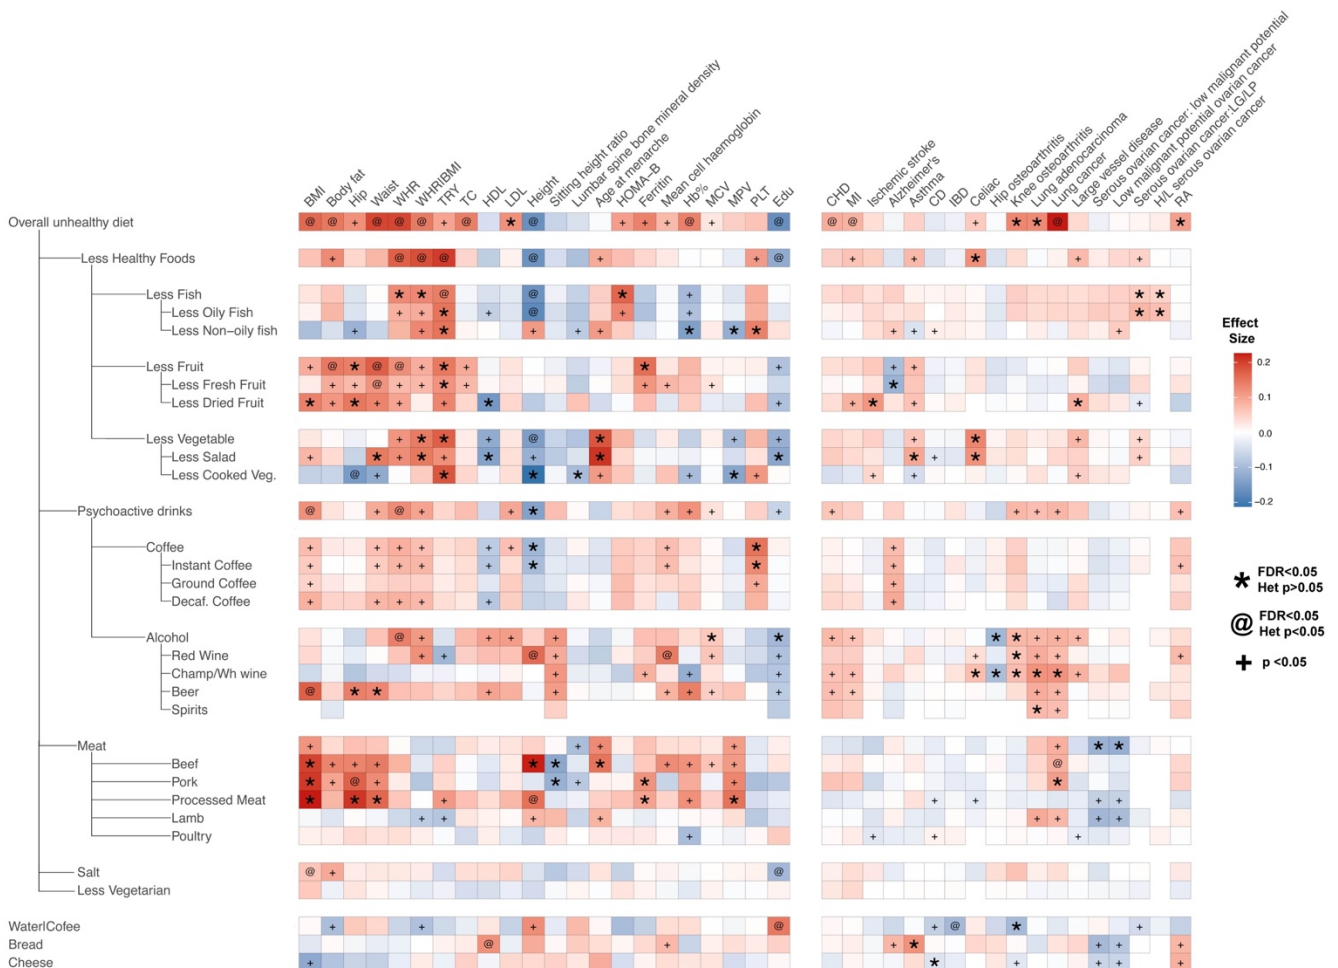 BMI
Body fat
Hip
Waist
WHR
WHR|BMI
TRY
TC
HDL
LDL
Height
Sitting height ratio
Lumbar spine bone mineral density
Age at menarche
HOMA−B
Ferritin
Mean cell haemoglobin
Hb%
MCV
MPV
PLT
Edu
CHD
MI
Ischemic stroke
Alzheimer's
Asthma
CD
IBD
Celiac
Hip osteoarthritis
Knee osteoarthritis
Lung adenocarcinoma
Lung cancer
Large vessel disease
Serous ovarian cancer: low malignant potential
Low malignant potential ovarian cancer
Serous ovarian cancer:LG/LP
H/L Serous ovarian cancer
RA
Overall unhealthy diet
Less Healthy Foods
Less Fish
Less Oily Fish
Less Non−oily fish
Less Fruit
Less Fresh Fruit
Less Dried Fruit
Less Vegetable
Less Salad
Less Cooked Veg.
Psychoactive drinks
Coffee
Instant Coffee
Ground Coffee
Decaf. Coffee
Alcohol
Red Wine
Champ/Wh wine
Beer
Spirits
Meat
Beef
Pork
Processed Meat
Lamb
Poultry
Salt
Less Vegetarian
Water|Cofee
Bread
Cheese
Effect
Size
0.2
0.1
0.0
−0.1
−0.2
* FDR<0.05
Het p>0.05
@ FDR<0.05
Het p<0.05
+ p <0.05